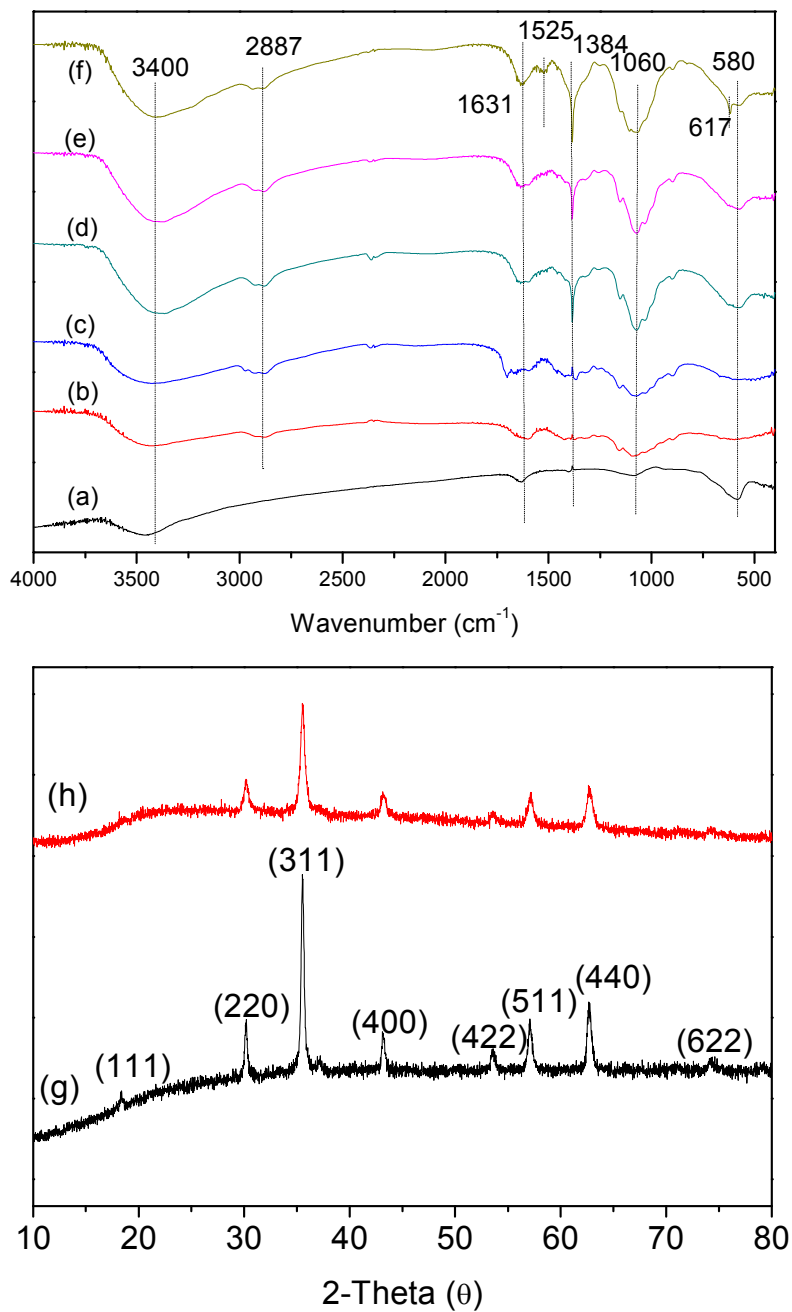 1525
1384
2887
3400
1060
580
(f)
1631
617
(e)
(d)
(c)
(b)
(a)
4000 3500 3000 2500 2000 1500 1000 500
Wavenumber (cm⁻¹)
(h)
(311)
(220)
(440)
(511)
(400)
(422)
(622)
(111)
(g)
10 20 30 40 50 60 70 80
2-Theta (θ)